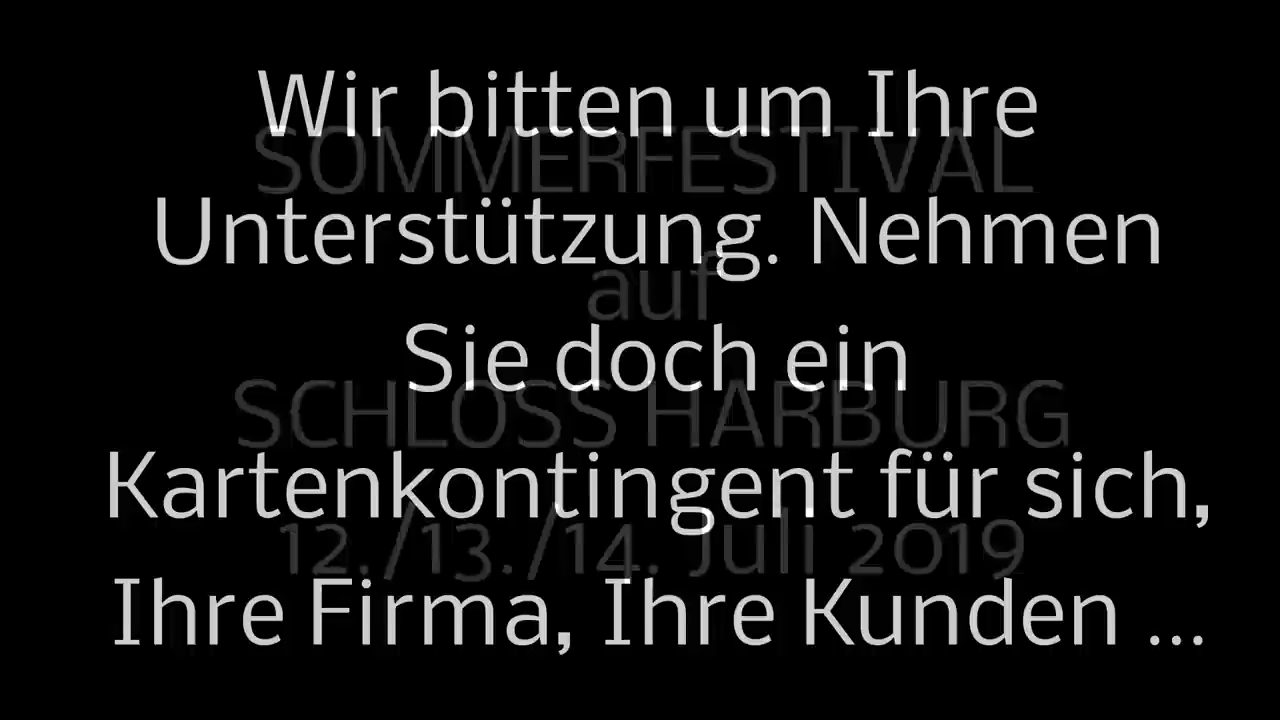 Wir bitten um Ihre
SOMMERFESTIVAL
Unterstützung. Nehmen
auf
Sie doch ein
SCHLOSS HARBURG
Kartenkontingent für sich,
12./13./14. Juli 2019
Ihre Firma, Ihre Kunden ...